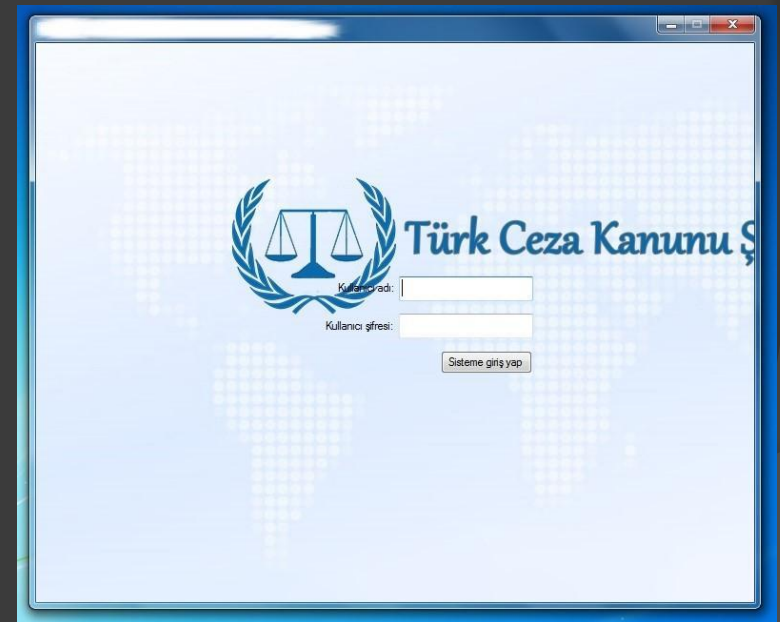 Türk Ceza Kanunu Ş
Kullanıcı adı:
Kullanıcı şifresi:
Sisteme giriş yap